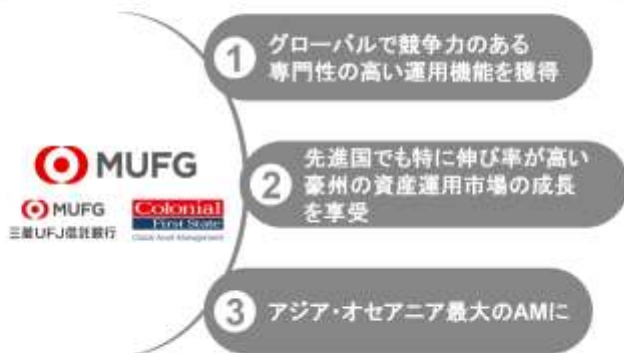 1
グローバルで競争力のある
専門性の高い運用機能を獲得
MUFG
MUFG
三菱UFJ信託銀行
Colonial
First State
Global Asset Management
2
先進国でも特に伸び率が高い
豪州の資産運用市場の成長
を享受
3
アジア・オセアニア最大のAMに